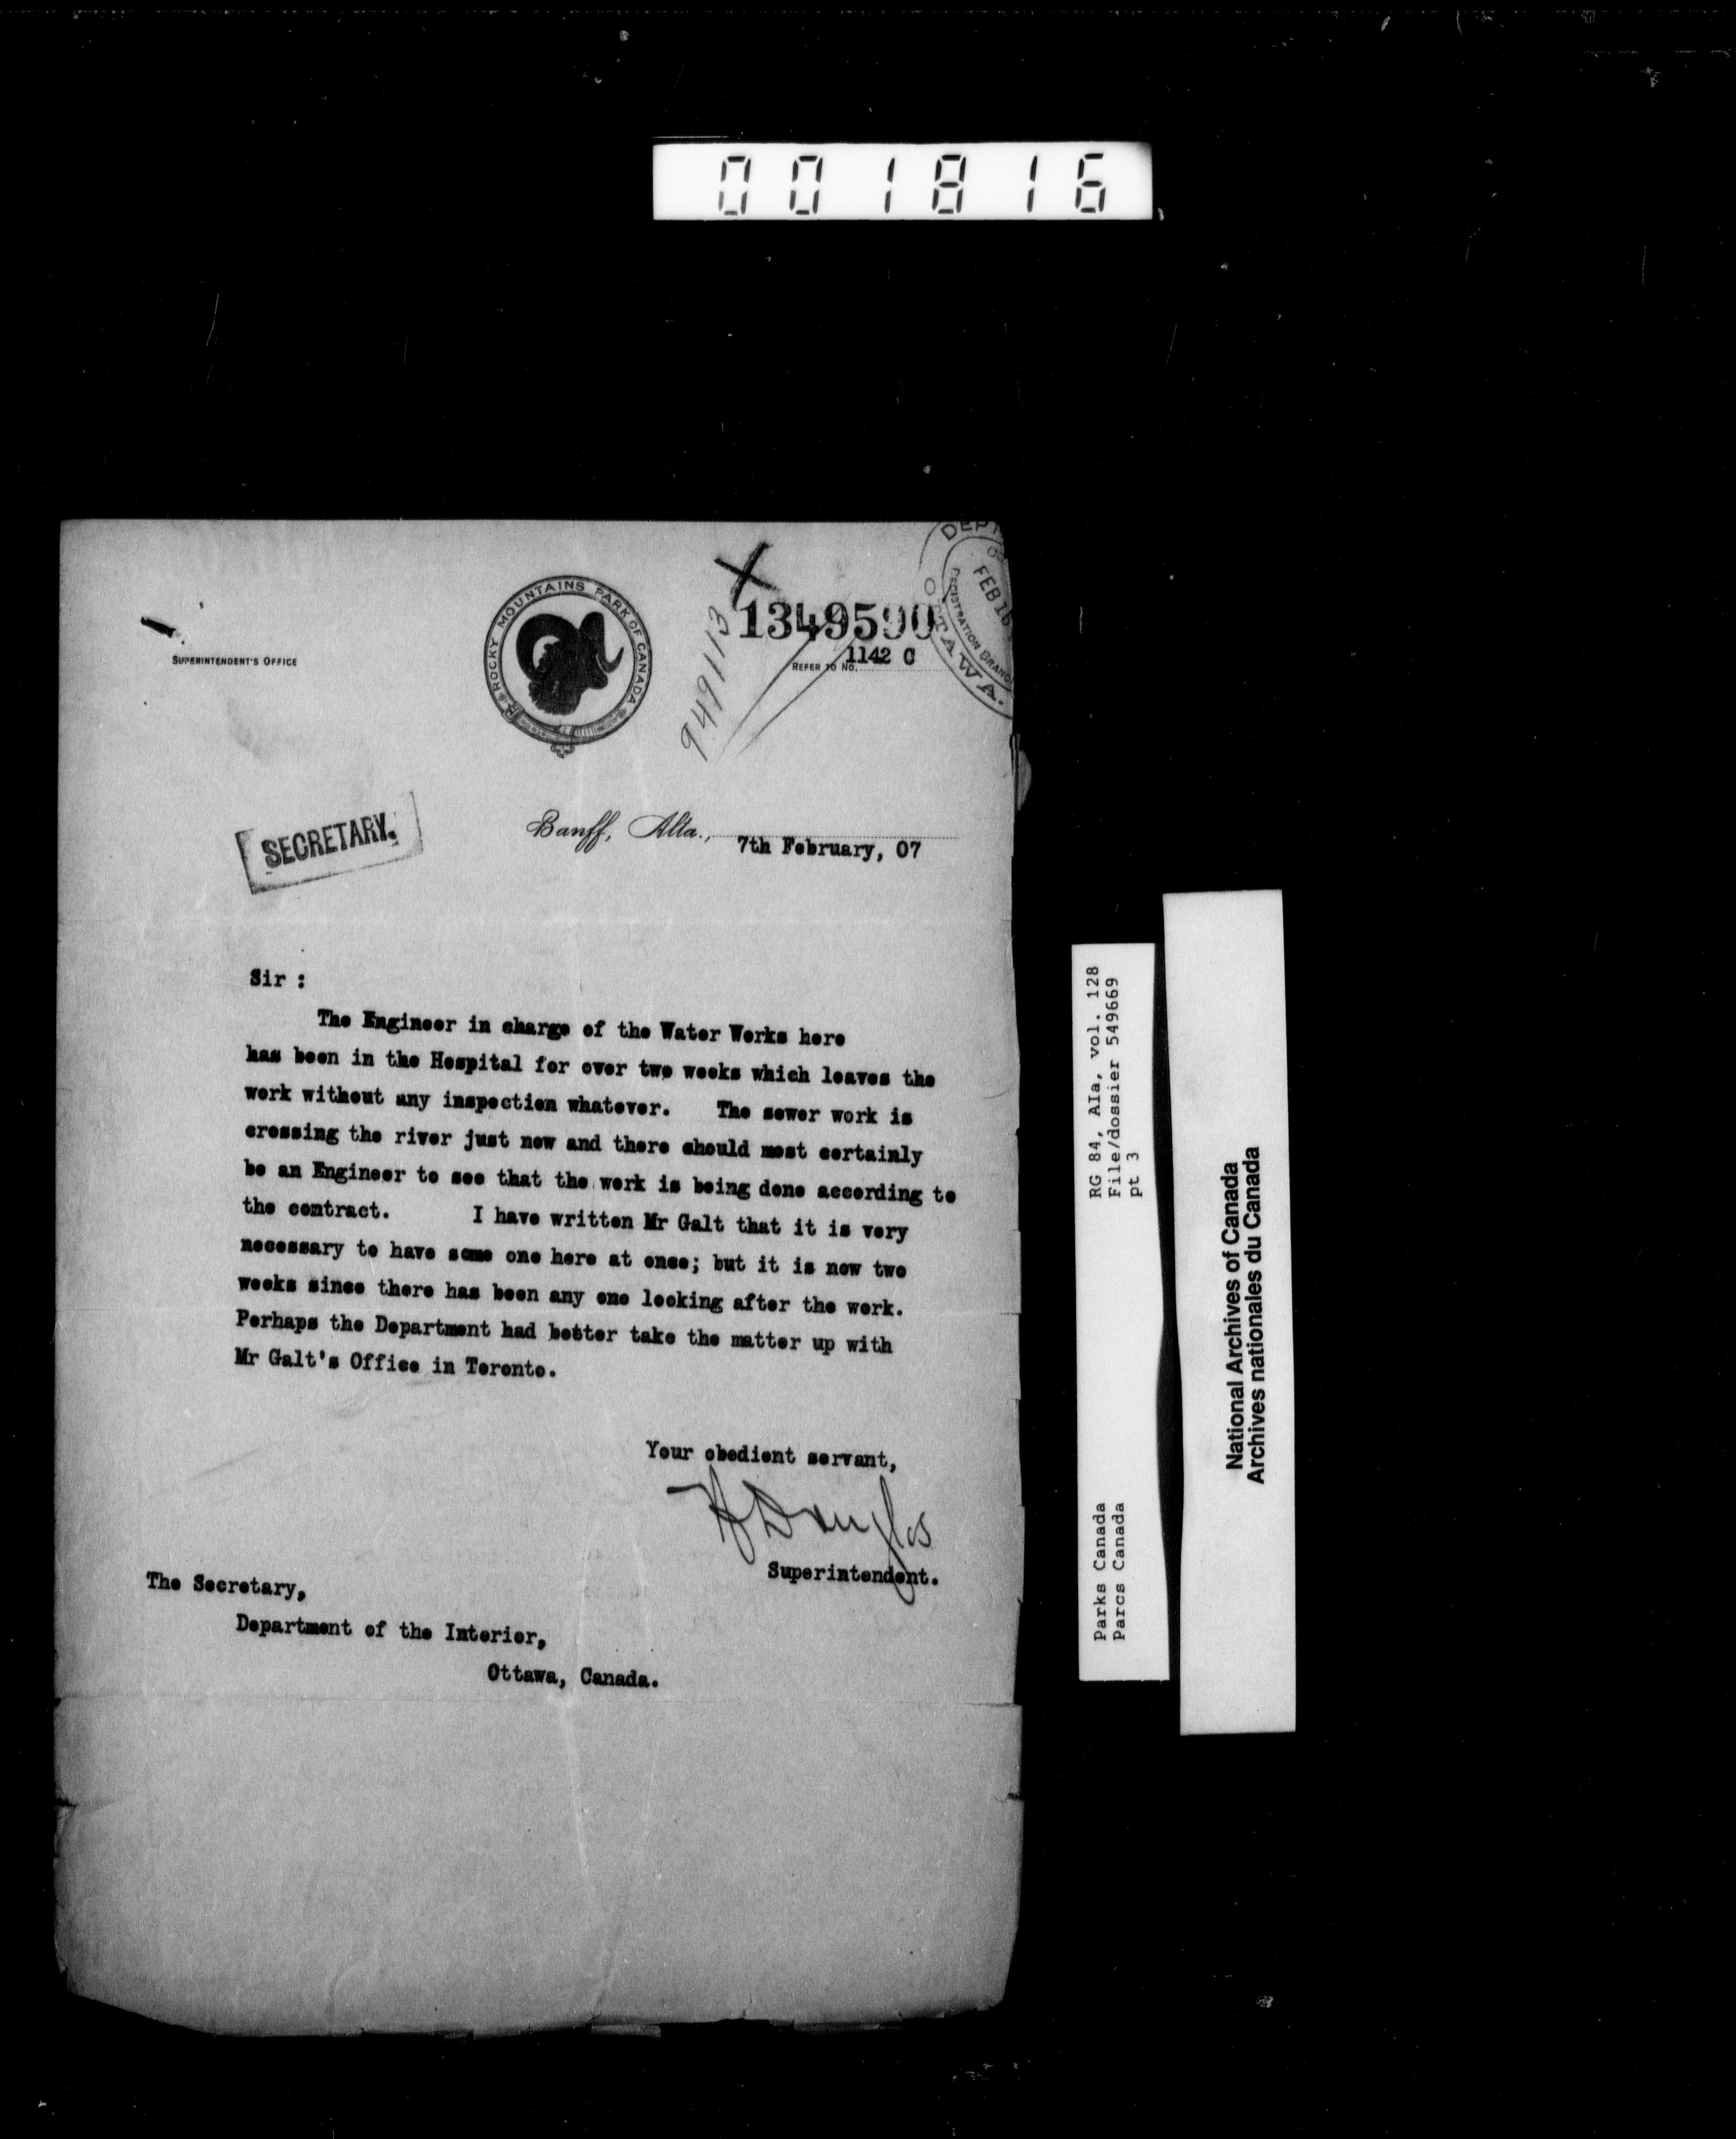 001816
DEPT
OTTAWA.
REGISTRATION BRANCH
FEB 16
1349590
949113
ROCKY MOUNTAINS PARK OF CANADA
SUPERINTENDENT'S OFFICE
REFER TO No. 1142 C
SECRETARY.
Banff, Alta., 7th February, 07
Sir :
The Engineer in charge of the Water Works here
has been in the Hospital for over two weeks which leaves the
work without any inspection whatever. The sewer work is
crossing the river just now and there should most certainly
be an Engineer to see that the work is being done according to
the contract. I have written Mr Galt that it is very
necessary to have some one here at once; but it is now two
weeks since there has been any one looking after the work.
Perhaps the Department had better take the matter up with
Mr Galt's Office in Toronto.
Your obedient servant,
H Douglas
Superintendent.
The Secretary,
Department of the Interior,
Ottawa, Canada.
RG 84, A1a, vol. 128
File/dossier 549669
pt 3
Parks Canada
Parcs Canada
National Archives of Canada
Archives nationales du Canada